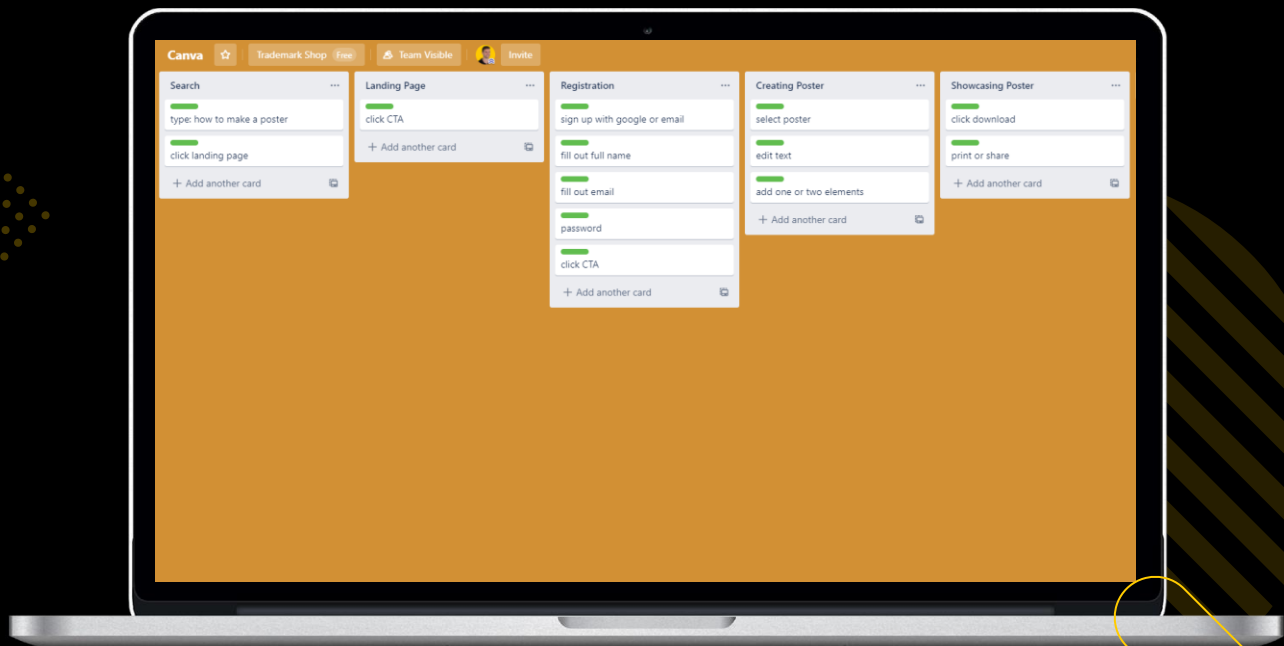 Canva
Trademark Shop Free
Team Visible
Invite
Search
type: how to make a poster
click landing page
+ Add another card
Landing Page
click CTA
+ Add another card
Registration
sign up with google or email
fill out full name
fill out email
password
click CTA
+ Add another card
Creating Poster
select poster
edit text
add one or two elements
+ Add another card
Showcasing Poster
click download
print or share
+ Add another card